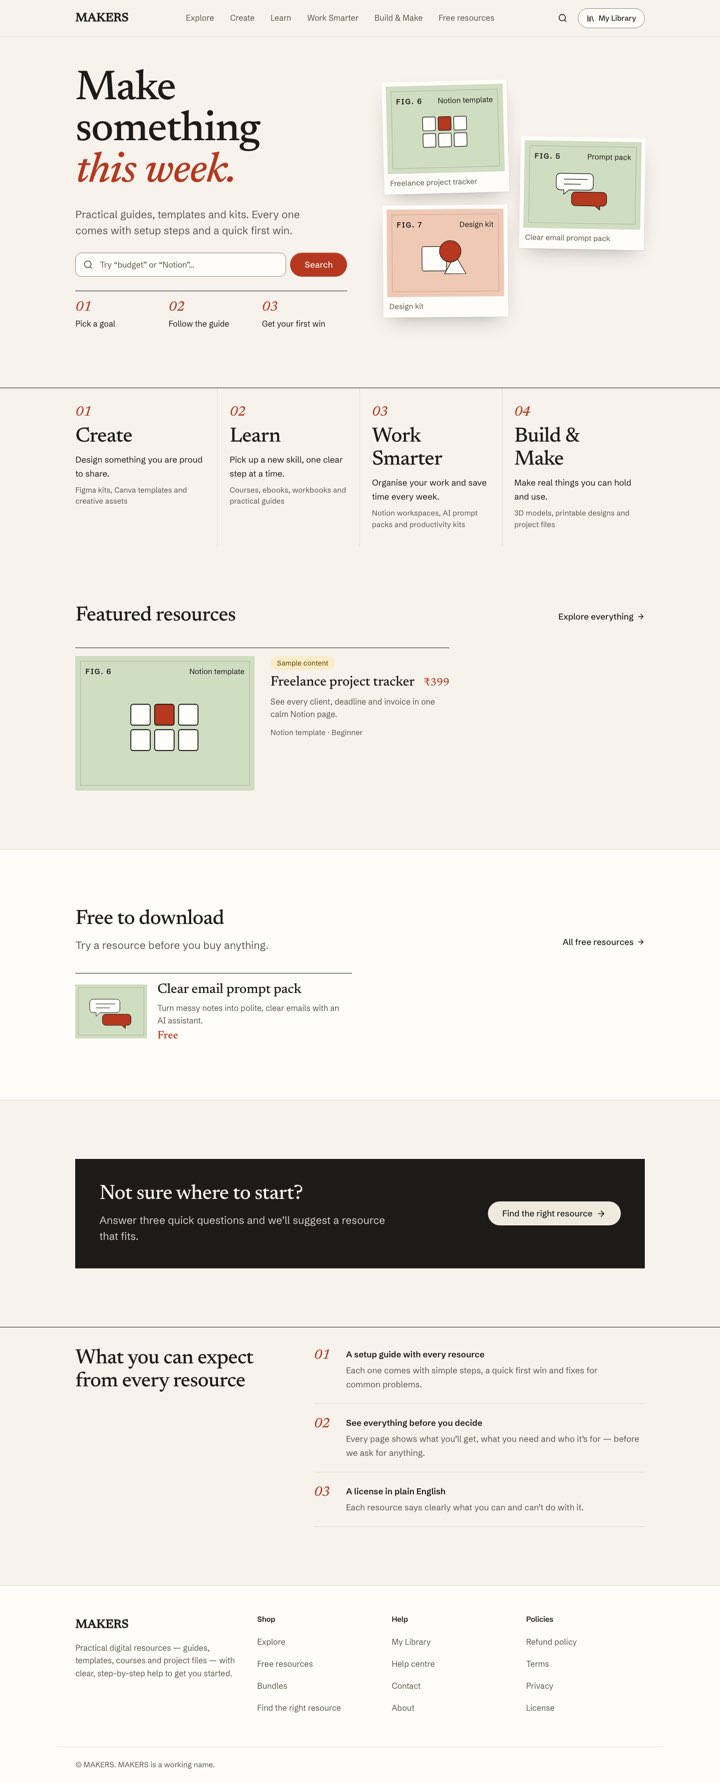 MAKERS
Explore
Create
Learn
Work Smarter
Build & Make
Free resources
My Library
Make
something
this week.
Practical guides, templates and kits. Every one
comes with setup steps and a quick first win.
Try “budget” or “Notion”…
Search
01
Pick a goal
02
Follow the guide
03
Get your first win
FIG. 6
Notion template
Freelance project tracker
FIG. 5
Prompt pack
Clear email prompt pack
FIG. 7
Design kit
Design kit
01
Create
Design something you are proud
to share.
Figma kits, Canva templates and
creative assets
02
Learn
Pick up a new skill, one clear
step at a time.
Courses, ebooks, workbooks and
practical guides
03
Work
Smarter
Organise your work and save
time every week.
Notion workspaces, AI prompt
packs and productivity kits
04
Build &
Make
Make real things you can hold
and use.
3D models, printable designs and
project files
Featured resources
Explore everything →
FIG. 6
Notion template
Sample content
Freelance project tracker
₹399
See every client, deadline and invoice in one
calm Notion page.
Notion template · Beginner
Free to download
Try a resource before you buy anything.
All free resources →
Clear email prompt pack
Turn messy notes into polite, clear emails with an
AI assistant.
Free
Not sure where to start?
Answer three quick questions and we’ll suggest a resource
that fits.
Find the right resource →
What you can expect
from every resource
01
A setup guide with every resource
Each one comes with simple steps, a quick first win and fixes for
common problems.
02
See everything before you decide
Every page shows what you’ll get, what you need and who it’s for — before
we ask for anything.
03
A license in plain English
Each resource says clearly what you can and can’t do with it.
MAKERS
Practical digital resources — guides,
templates, courses and project files — with
clear, step-by-step help to get you started.
Shop
Explore
Free resources
Bundles
Find the right resource
Help
My Library
Help centre
Contact
About
Policies
Refund policy
Terms
Privacy
License
© MAKERS. MAKERS is a working name.